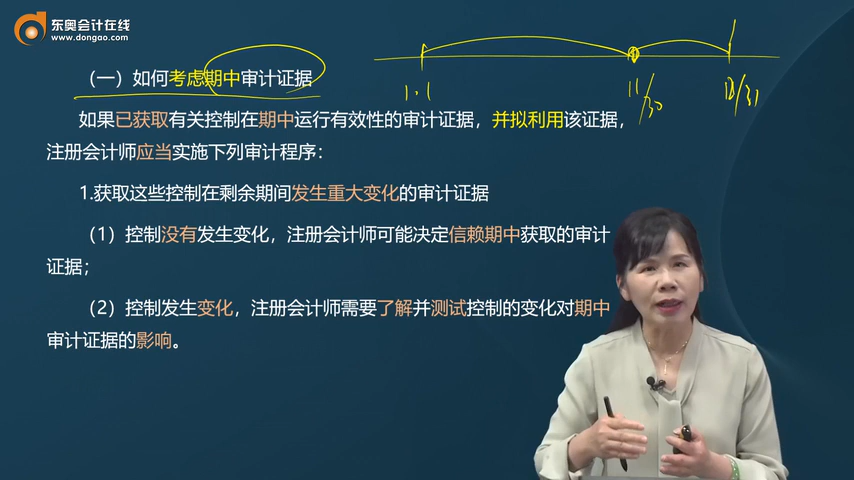 东奥会计在线
www.dongao.com
1.1
11/30
12/31
（一）如何考虑期中审计证据
如果已获取有关控制在期中运行有效性的审计证据，并拟利用该证据，
注册会计师应当实施下列审计程序：
1.获取这些控制在剩余期间发生重大变化的审计证据
（1）控制没有发生变化，注册会计师可能决定信赖期中获取的审计
证据；
（2）控制发生变化，注册会计师需要了解并测试控制的变化对期中
审计证据的影响。